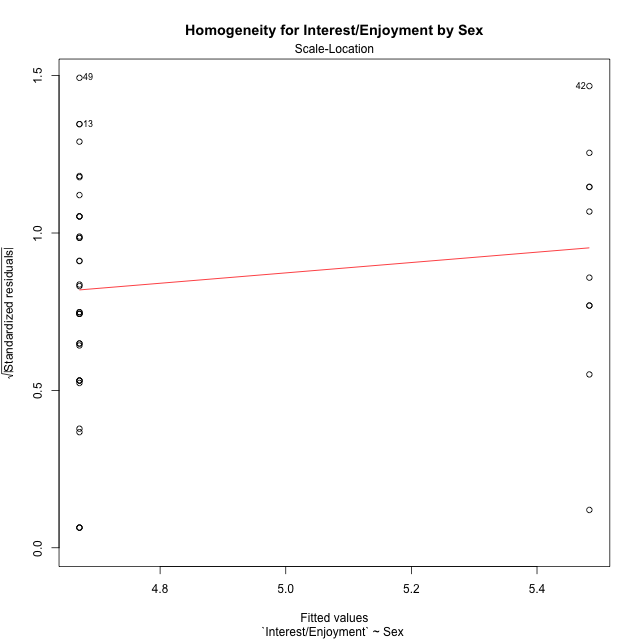 Homogeneity for Interest/Enjoyment by Sex
Scale-Location
1.5
1.0
0.5
0.0
√|Standardized residuals|
49
13
42
4.8 5.0 5.2 5.4
Fitted values
`Interest/Enjoyment` ~ Sex